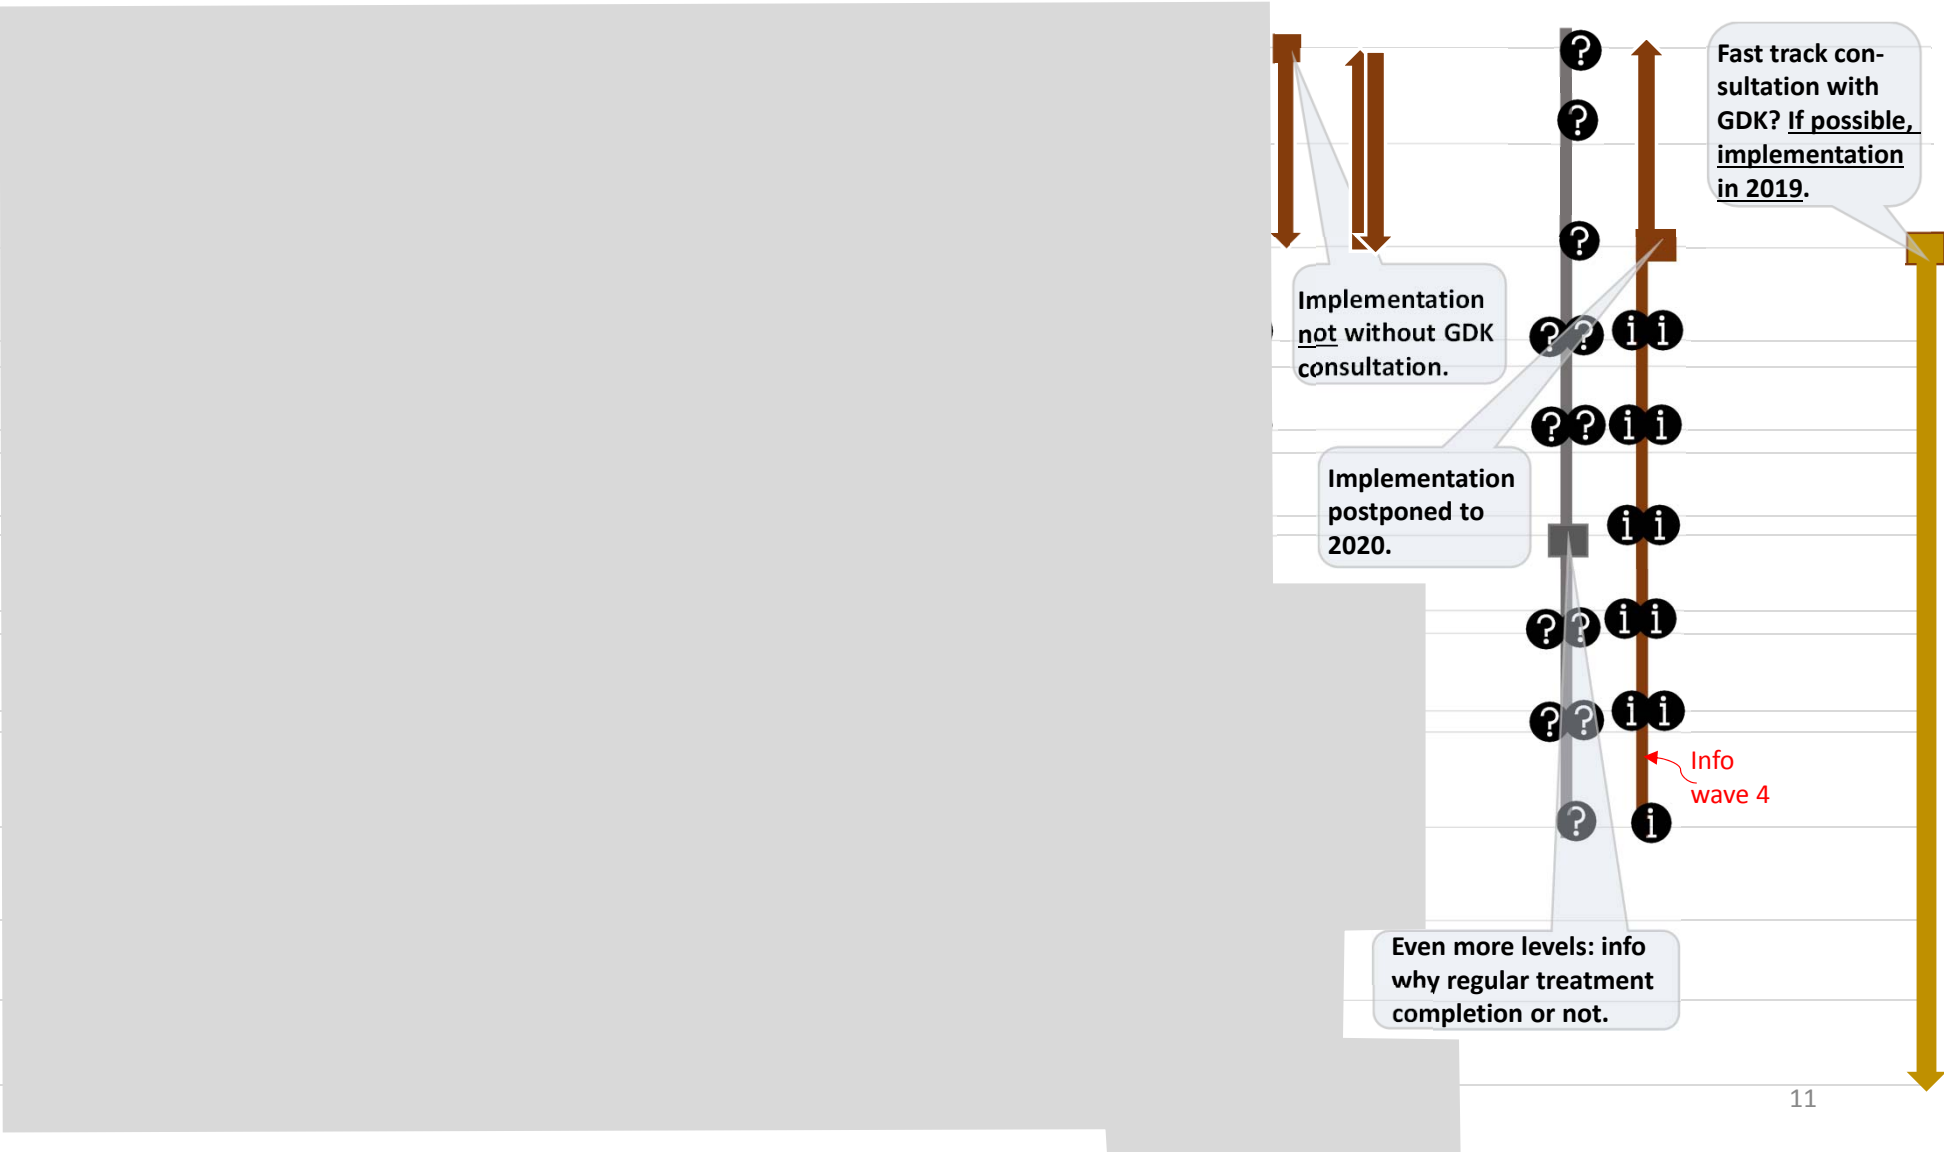 Fast track con-
sultation with
GDK? If possible,
implementation
in 2019.
Implementation
not without GDK
consultation.
Implementation
postponed to
2020.
Info
wave 4
Even more levels: info
why regular treatment
completion or not.
11